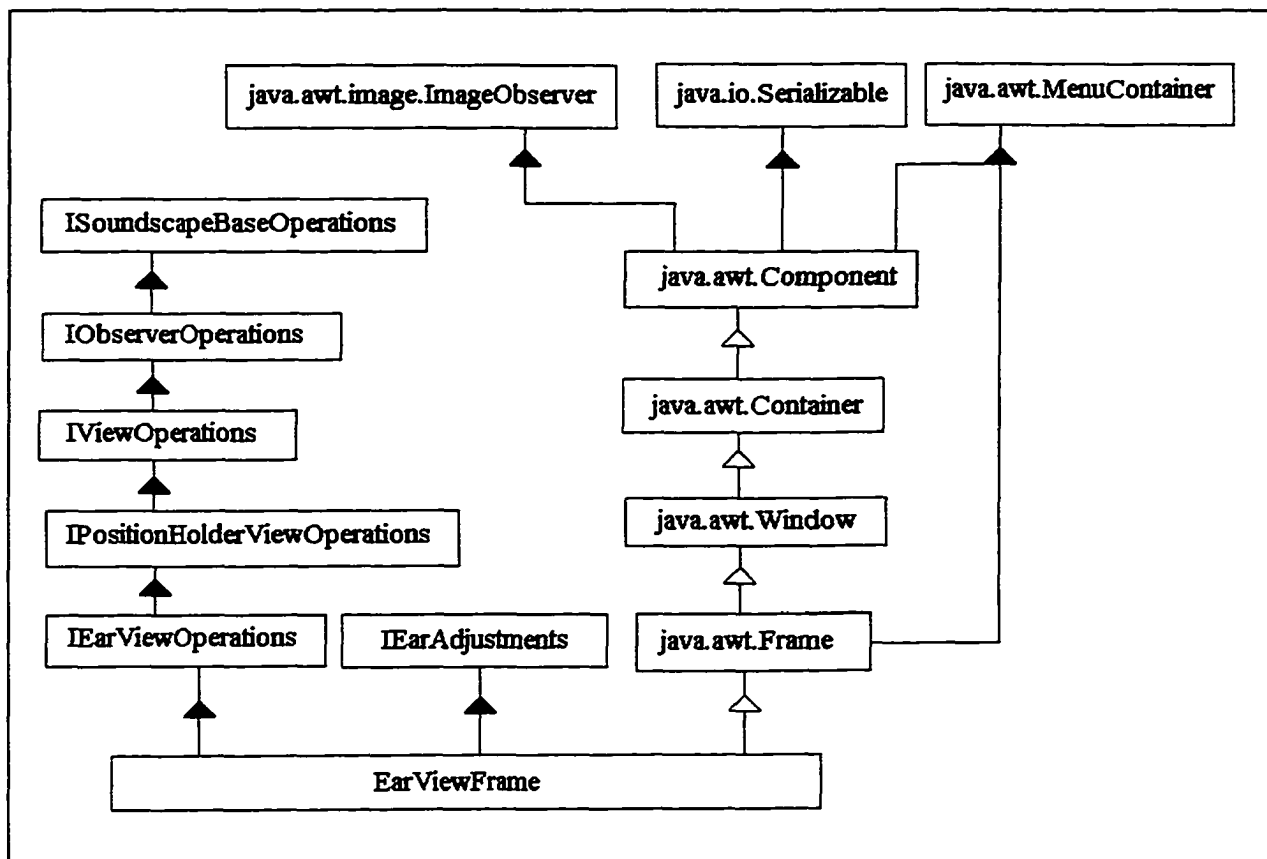 java.awt.image.ImageObserver
java.io.Serializable
java.awt.MenuContainer
ISoundscapeBaseOperations
java.awt.Component
IObserverOperations
java.awt.Container
IViewOperations
IPositionHolderViewOperations
java.awt.Window
IEarViewOperations
IEarAdjustments
java.awt.Frame
EarViewFrame